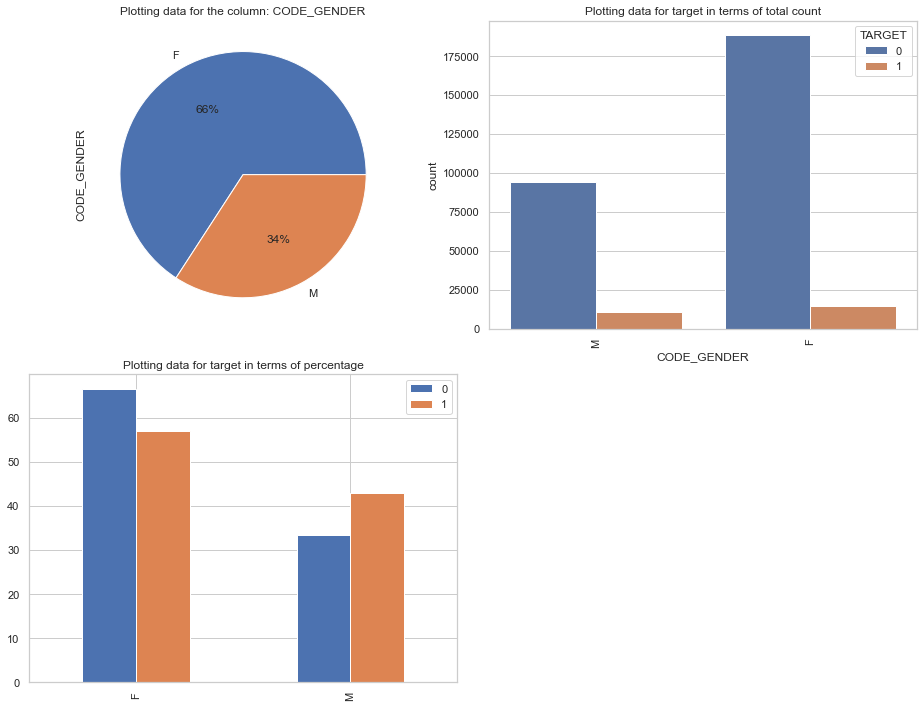 Plotting data for the column: CODE_GENDER
CODE_GENDER
F
66%
34%
M
Plotting data for target in terms of total count
TARGET
0
1
count
175000
150000
125000
100000
75000
50000
25000
0
M
F
CODE_GENDER
Plotting data for target in terms of percentage
0
1
60
50
40
30
20
10
0
F
M